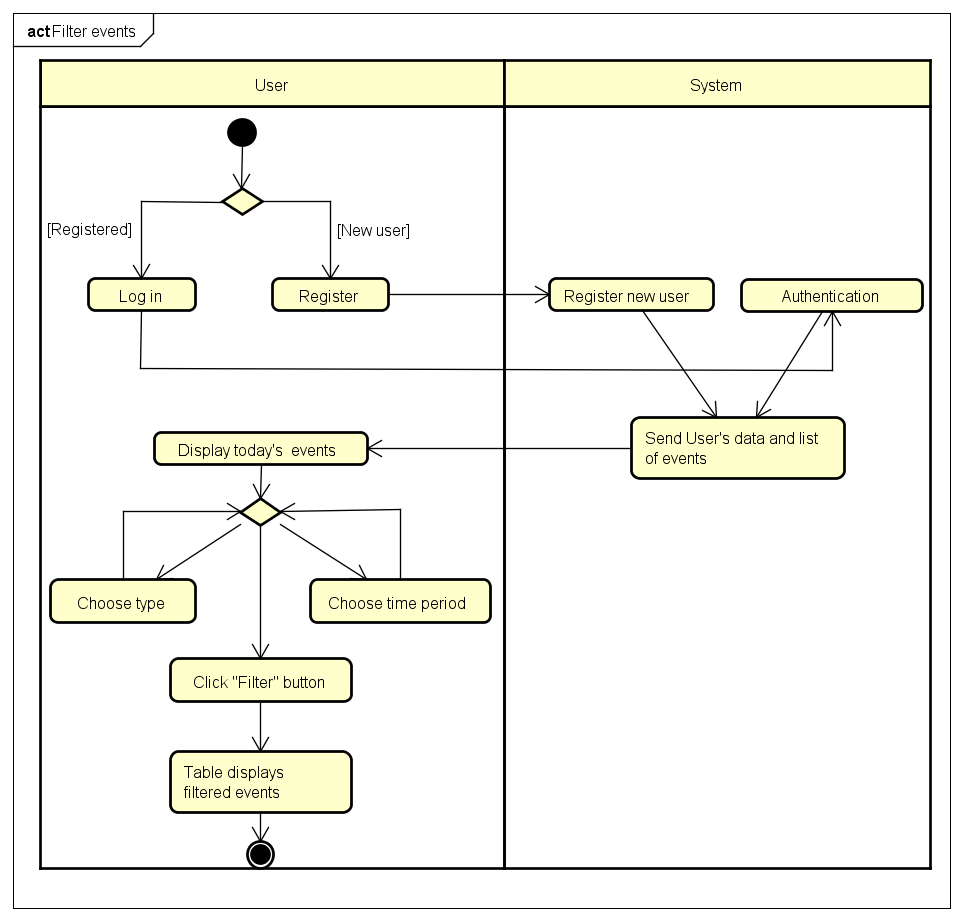 act Filter events
User
System
[Registered]
[New user]
Log in
Register
Register new user
Authentication
Send User's data and list
of events
Display today's  events
Choose type
Choose time period
Click "Filter" button
Table displays
filtered events